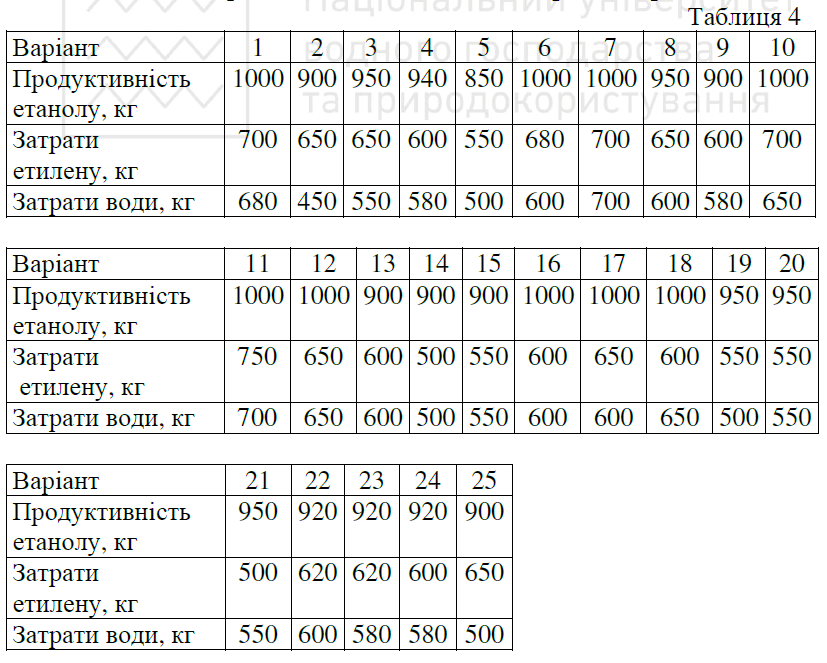 Національний університет
Таблиця 4
водного господарства
та природокористування
Варіант 1 2 3 4 5 6 7 8 9 10
Продуктивність 1000 900 950 940 850 1000 1000 950 900 1000
етанолу, кг
Затрати 700 650 650 600 550 680 700 650 600 700
етилену, кг
Затрати води, кг 680 450 550 580 500 600 700 600 580 650
Варіант 11 12 13 14 15 16 17 18 19 20
Продуктивність 1000 1000 900 900 900 1000 1000 1000 950 950
етанолу, кг
Затрати 750 650 600 500 550 600 650 600 550 550
етилену, кг
Затрати води, кг 700 650 600 500 550 600 600 650 500 550
Варіант 21 22 23 24 25
Продуктивність 950 920 920 920 900
етанолу, кг
Затрати 500 620 620 600 650
етилену, кг
Затрати води, кг 550 600 580 580 500